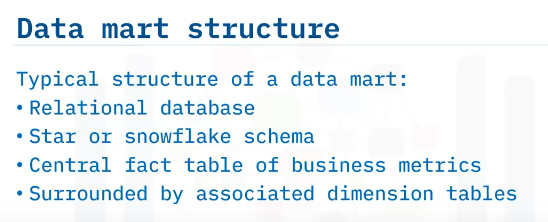 Data mart structure
Typical structure of a data mart:
• Relational database
• Star or snowflake schema
• Central fact table of business metrics
• Surrounded by associated dimension tables